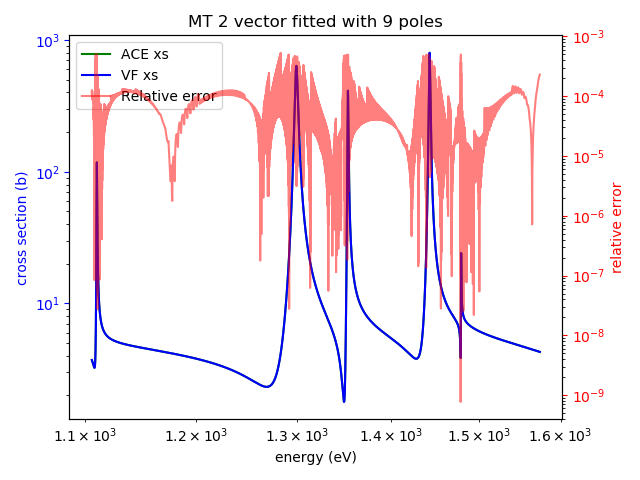 MT 2 vector fitted with 9 poles
ACE xs
VF xs
Relative error
cross section (b)
10³
10²
10¹
relative error
10⁻³
10⁻⁴
10⁻⁵
10⁻⁶
10⁻⁷
10⁻⁸
10⁻⁹
1.1 × 10³ 1.2 × 10³ 1.3 × 10³ 1.4 × 10³ 1.5 × 10³ 1.6 × 10³
energy (eV)